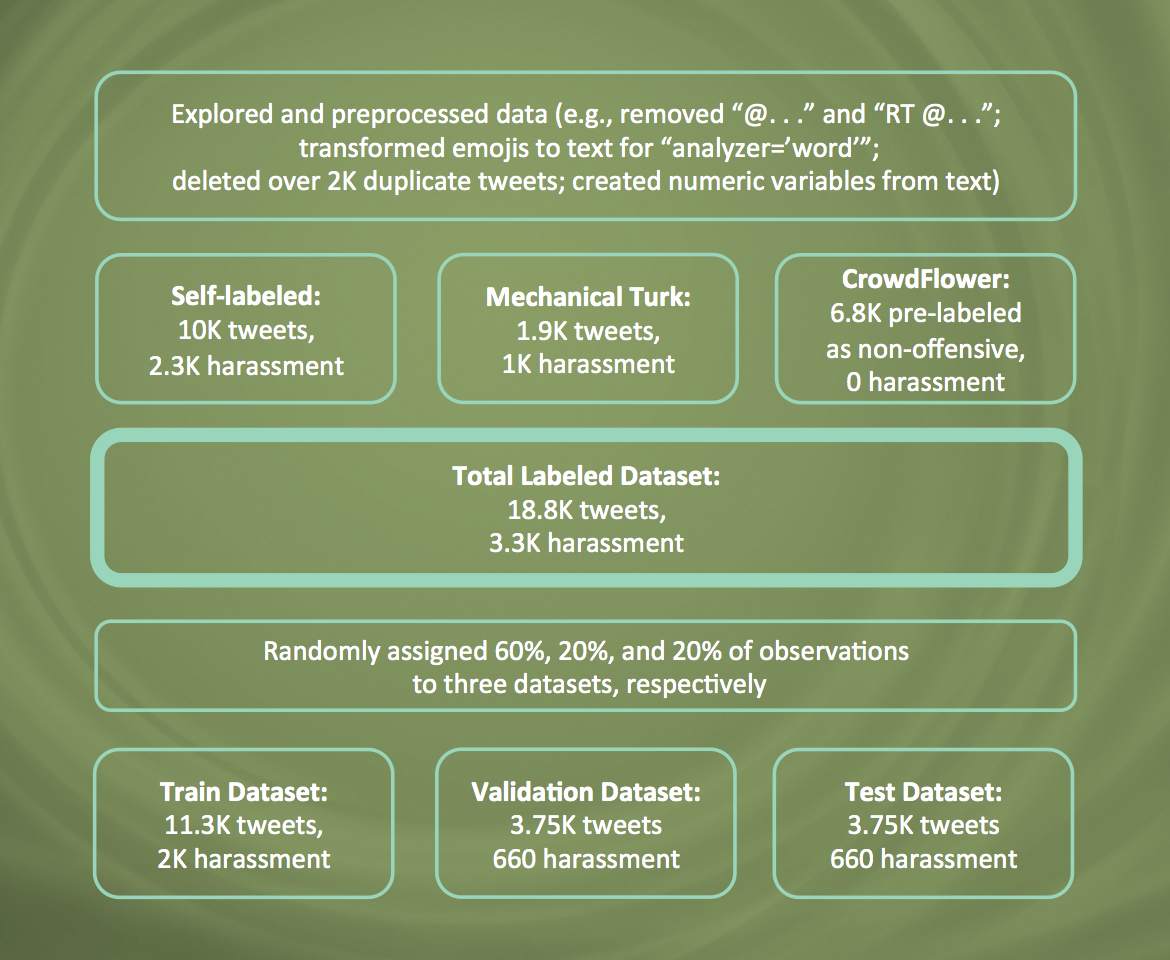 Explored and preprocessed data (e.g., removed “@. . .” and “RT @. . .”;
transformed emojis to text for “analyzer=’word’”;
deleted over 2K duplicate tweets; created numeric variables from text)
Self-labeled:
10K tweets,
2.3K harassment
Mechanical Turk:
1.9K tweets,
1K harassment
CrowdFlower:
6.8K pre-labeled
as non-offensive,
0 harassment
Total Labeled Dataset:
18.8K tweets,
3.3K harassment
Randomly assigned 60%, 20%, and 20% of observations
to three datasets, respectively
Train Dataset:
11.3K tweets,
2K harassment
Validation Dataset:
3.75K tweets
660 harassment
Test Dataset:
3.75K tweets
660 harassment